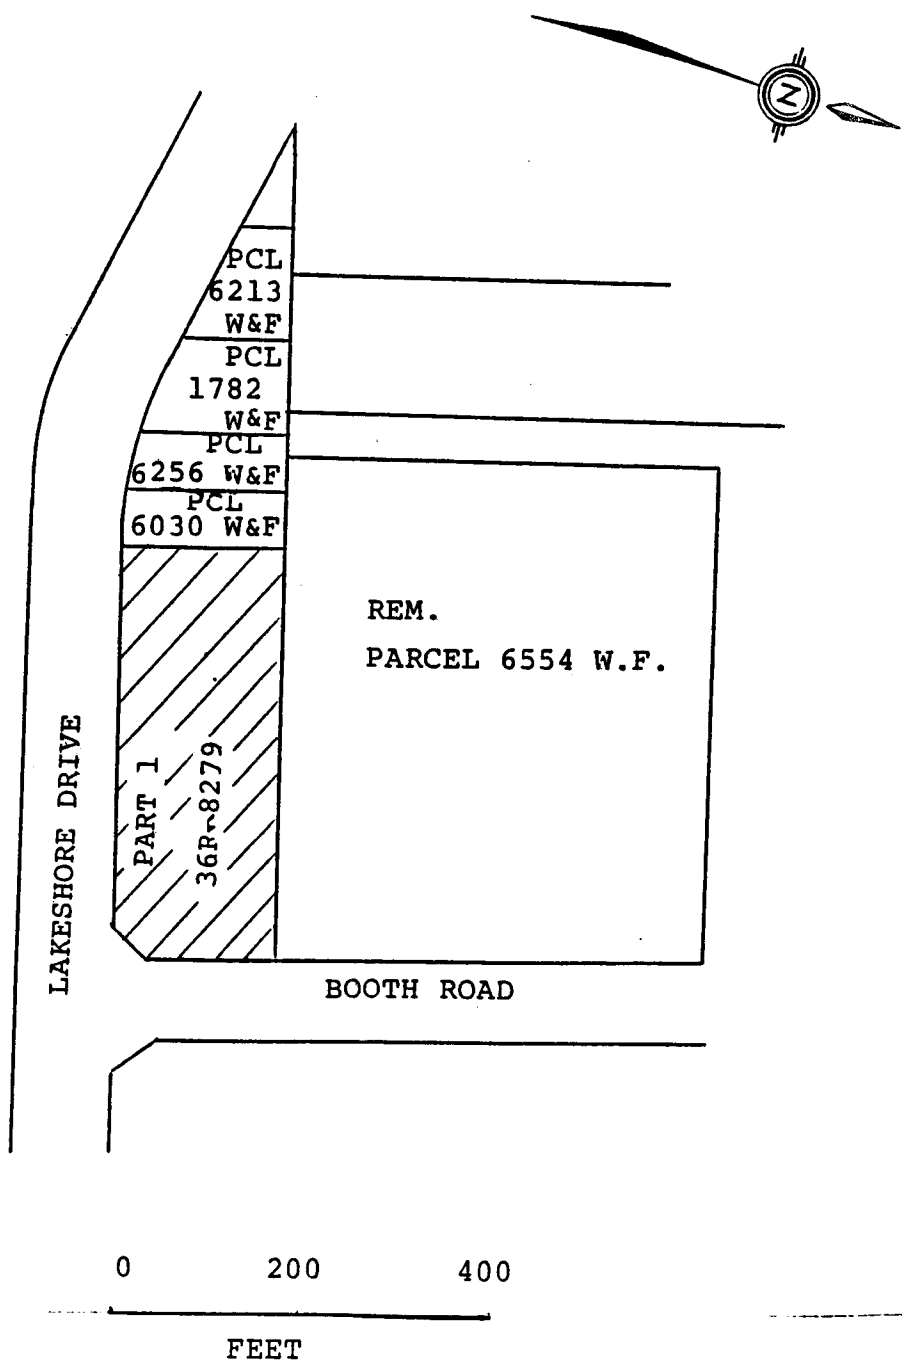 N
PCL
6213
W&F
PCL
1782
W&F
PCL
6256 W&F
PCL
6030 W&F
REM.
PARCEL 6554 W.F.
PART 1
36R-8279
LAKESHORE DRIVE
BOOTH ROAD
0 200 400
FEET